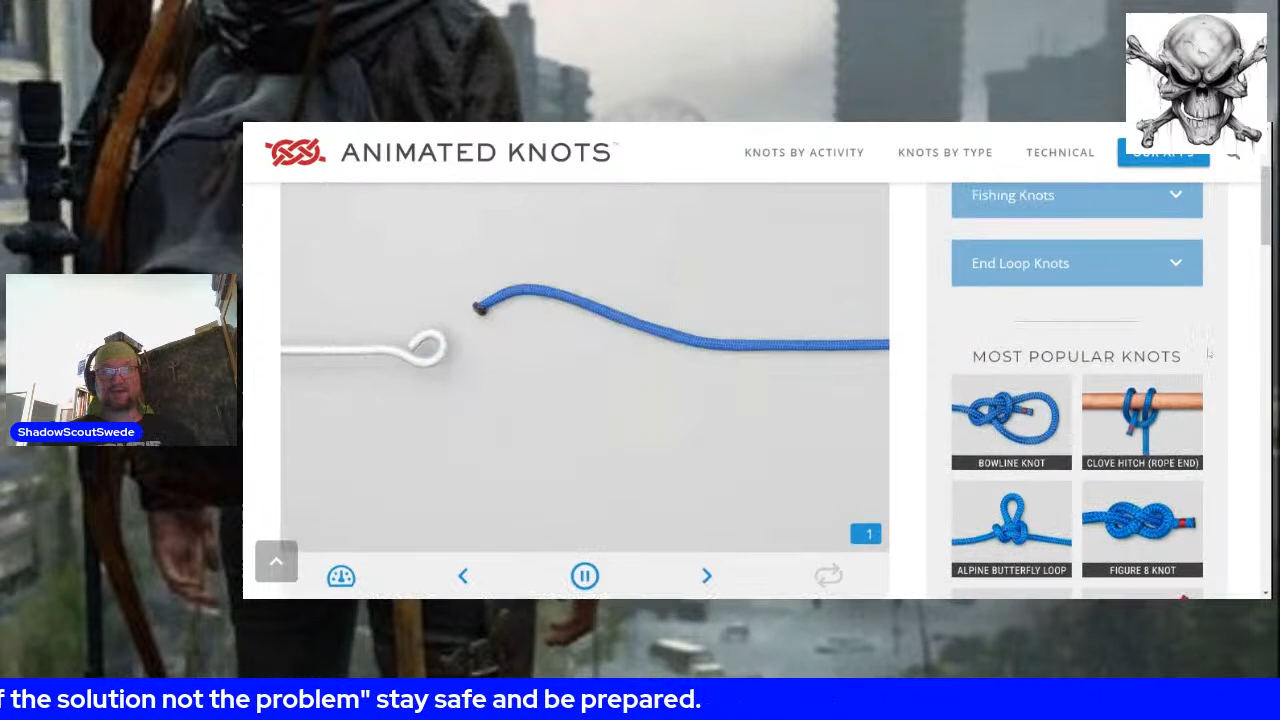 ANIMATED KNOTS
KNOTS BY ACTIVITY
KNOTS BY TYPE
TECHNICAL
Fishing Knots
End Loop Knots
MOST POPULAR KNOTS
BOWLINE KNOT
CLOVE HITCH (ROPE END)
ALPINE BUTTERFLY LOOP
FIGURE 8 KNOT
1
ShadowScoutSwede
f the solution not the problem" stay safe and be prepared.